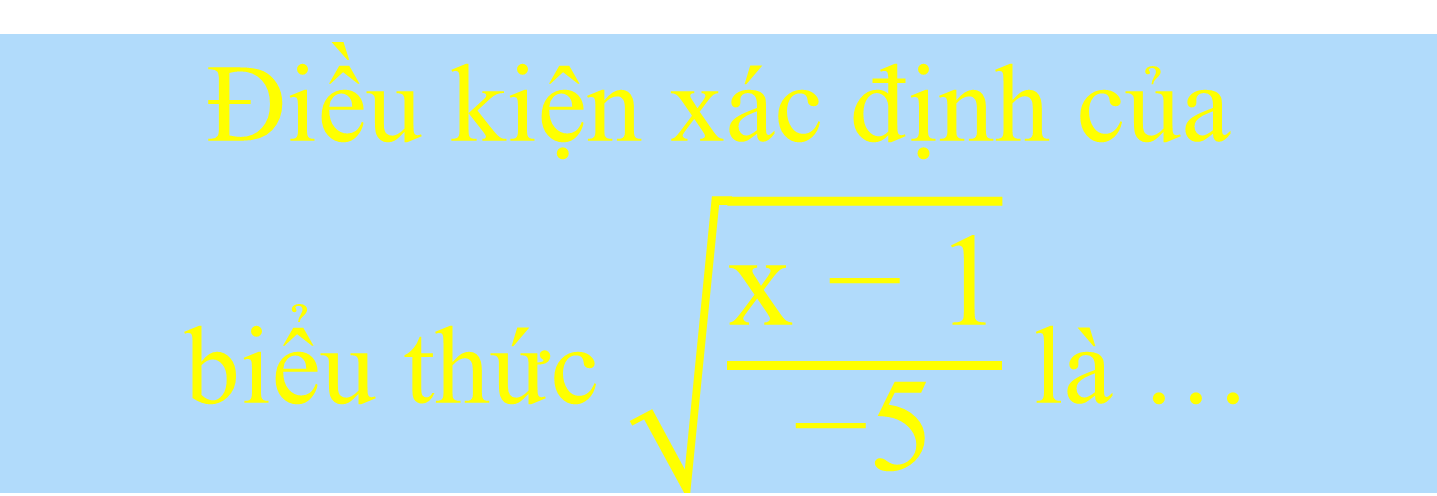 Điều kiện xác định của
biểu thức √((x − 1)/(−5)) là …